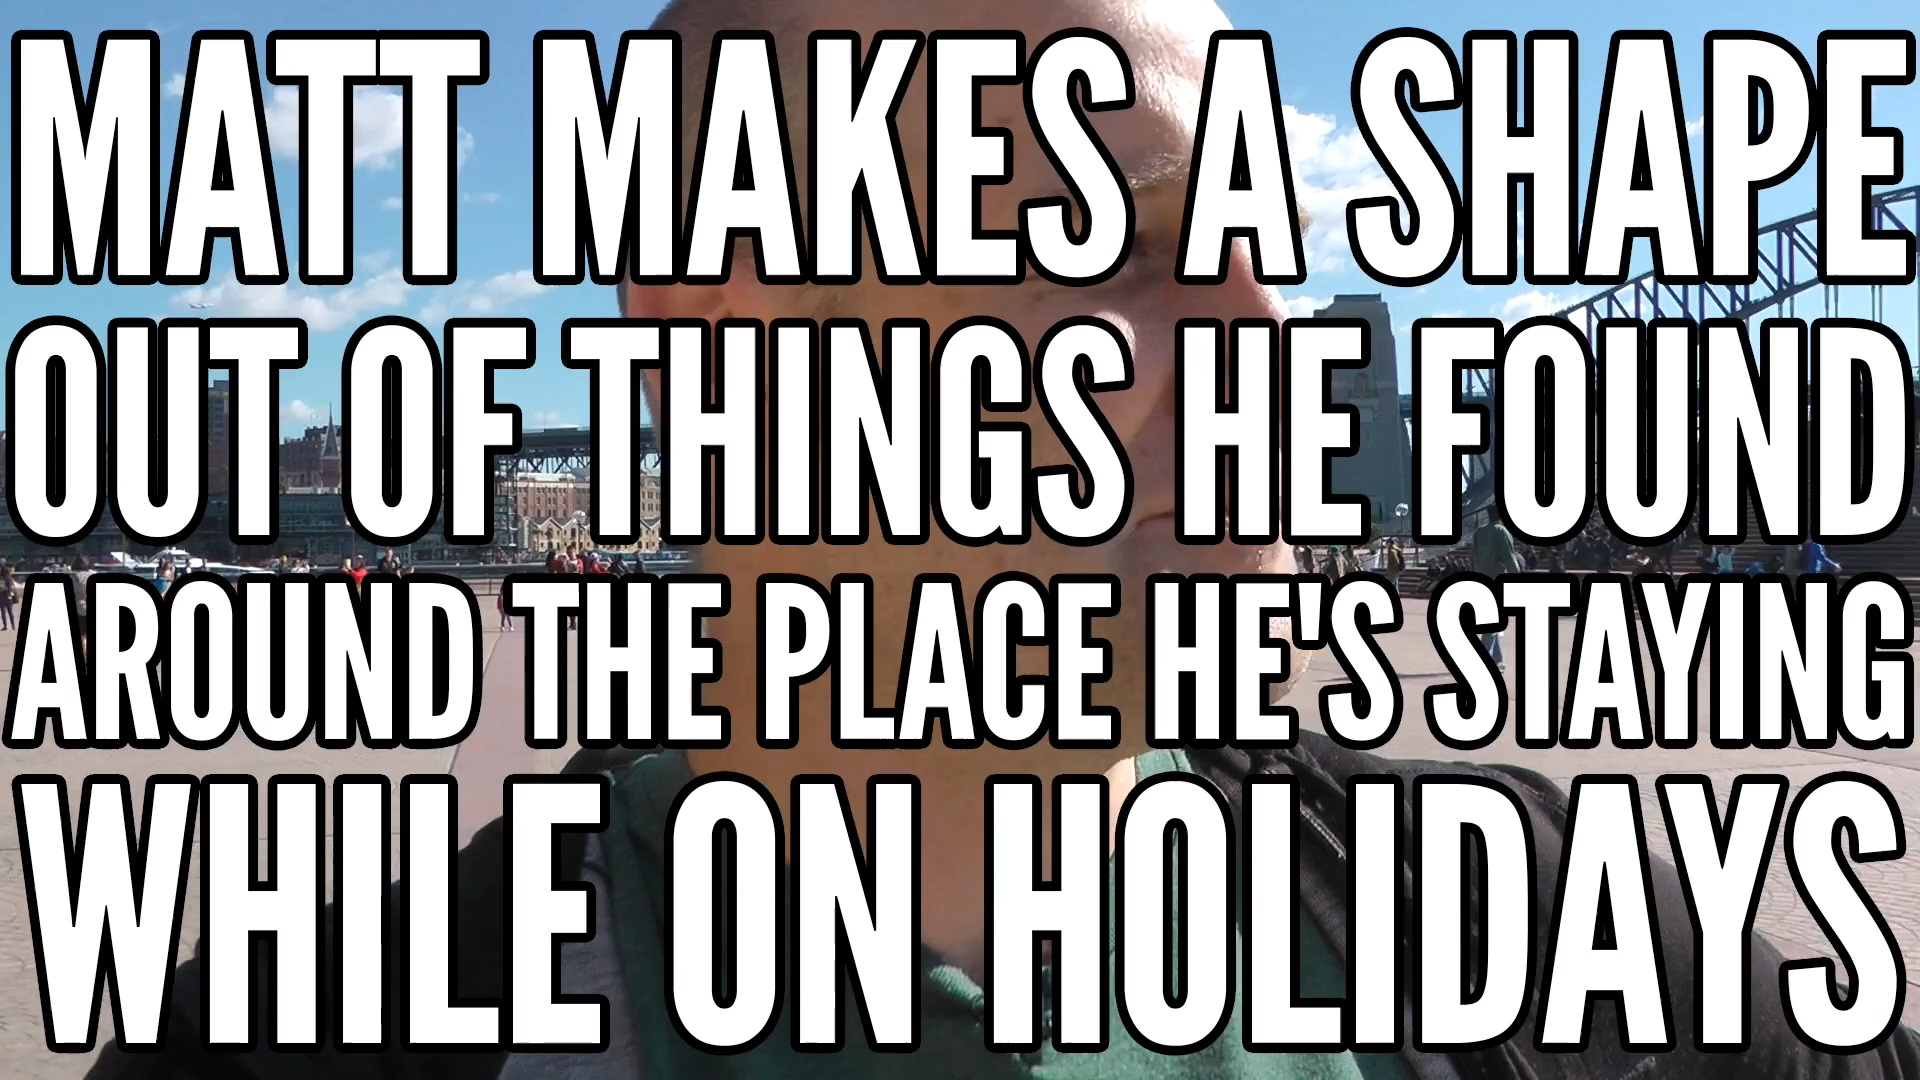 MATT MAKES A SHAPE
OUT OF THINGS HE FOUND
AROUND THE PLACE HE'S STAYING
WHILE ON HOLIDAYS